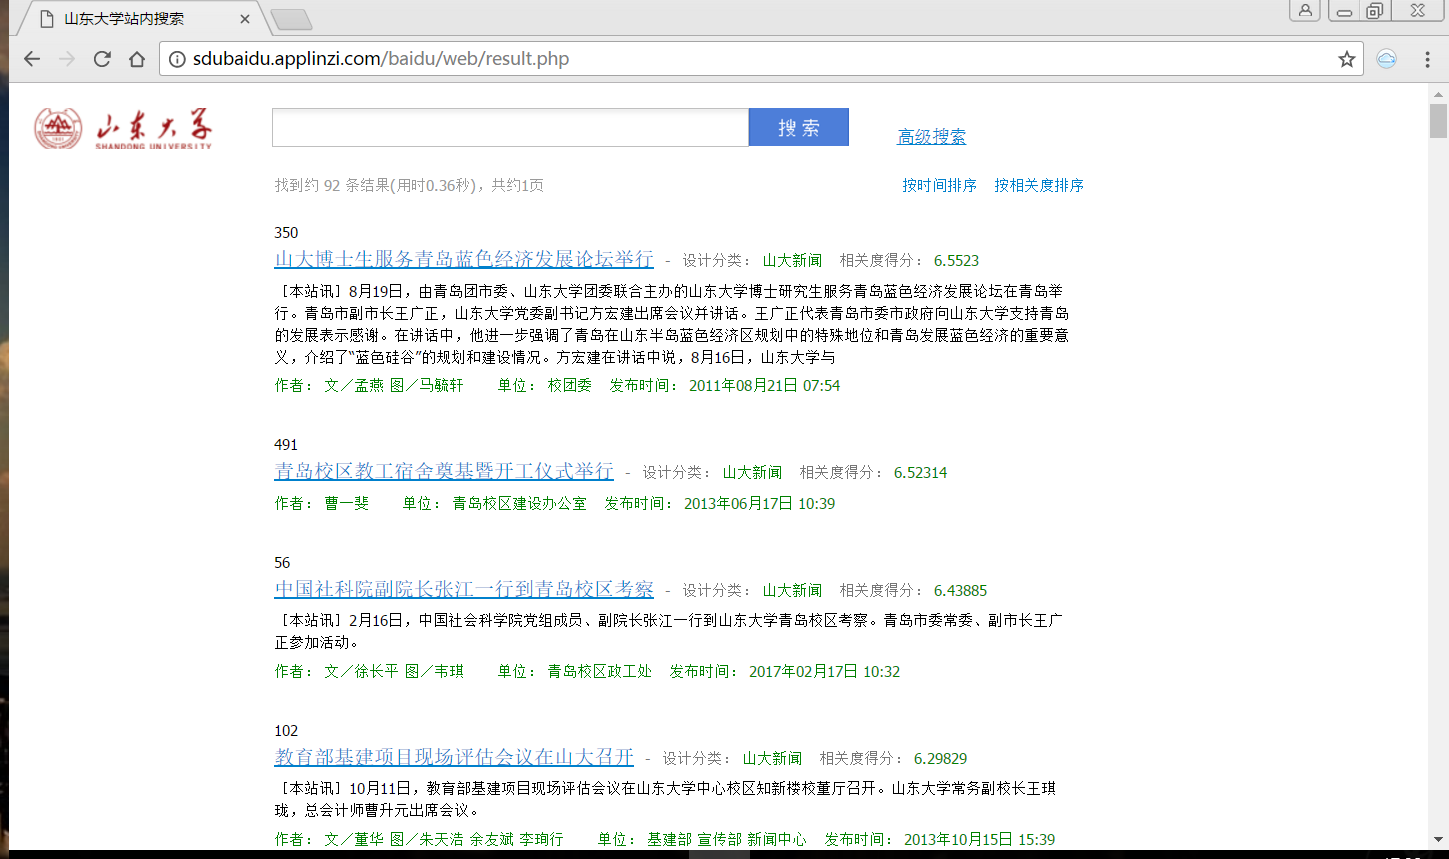 山东大学站内搜索
sdubaidu.applinzi.com/baidu/web/result.php
山东大学
SHANDONG UNIVERSITY
搜 索
高级搜索
找到约 92 条结果(用时0.36秒)，共约1页
按时间排序 按相关度排序
350
山大博士生服务青岛蓝色经济发展论坛举行 - 设计分类： 山大新闻 相关度得分： 6.5523
［本站讯］8月19日，由青岛团市委、山东大学团委联合主办的山东大学博士研究生服务青岛蓝色经济发展论坛在青岛举
行。青岛市副市长王广正，山东大学党委副书记方宏建出席会议并讲话。王广正代表青岛市委市政府向山东大学支持青岛
的发展表示感谢。在讲话中，他进一步强调了青岛在山东半岛蓝色经济区规划中的特殊地位和青岛发展蓝色经济的重要意
义，介绍了“蓝色硅谷”的规划和建设情况。方宏建在讲话中说，8月16日，山东大学与
作者： 文／孟燕 图／马毓轩 单位： 校团委 发布时间： 2011年08月21日 07:54
491
青岛校区教工宿舍奠基暨开工仪式举行 - 设计分类： 山大新闻 相关度得分： 6.52314
作者： 曹一斐 单位： 青岛校区建设办公室 发布时间： 2013年06月17日 10:39
56
中国社科院副院长张江一行到青岛校区考察 - 设计分类： 山大新闻 相关度得分： 6.43885
［本站讯］2月16日，中国社会科学院党组成员、副院长张江一行到山东大学青岛校区考察。青岛市委常委、副市长王广
正参加活动。
作者： 文／徐长平 图／韦琪 单位： 青岛校区政工处 发布时间： 2017年02月17日 10:32
102
教育部基建项目现场评估会议在山大召开 - 设计分类： 山大新闻 相关度得分： 6.29829
［本站讯］10月11日，教育部基建项目现场评估会议在山东大学中心校区知新楼校董厅召开。山东大学常务副校长王琪
珑，总会计师曹升元出席会议。
作者： 文／董华 图／朱天浩 余友斌 李珣行 单位： 基建部 宣传部 新闻中心 发布时间： 2013年10月15日 15:39